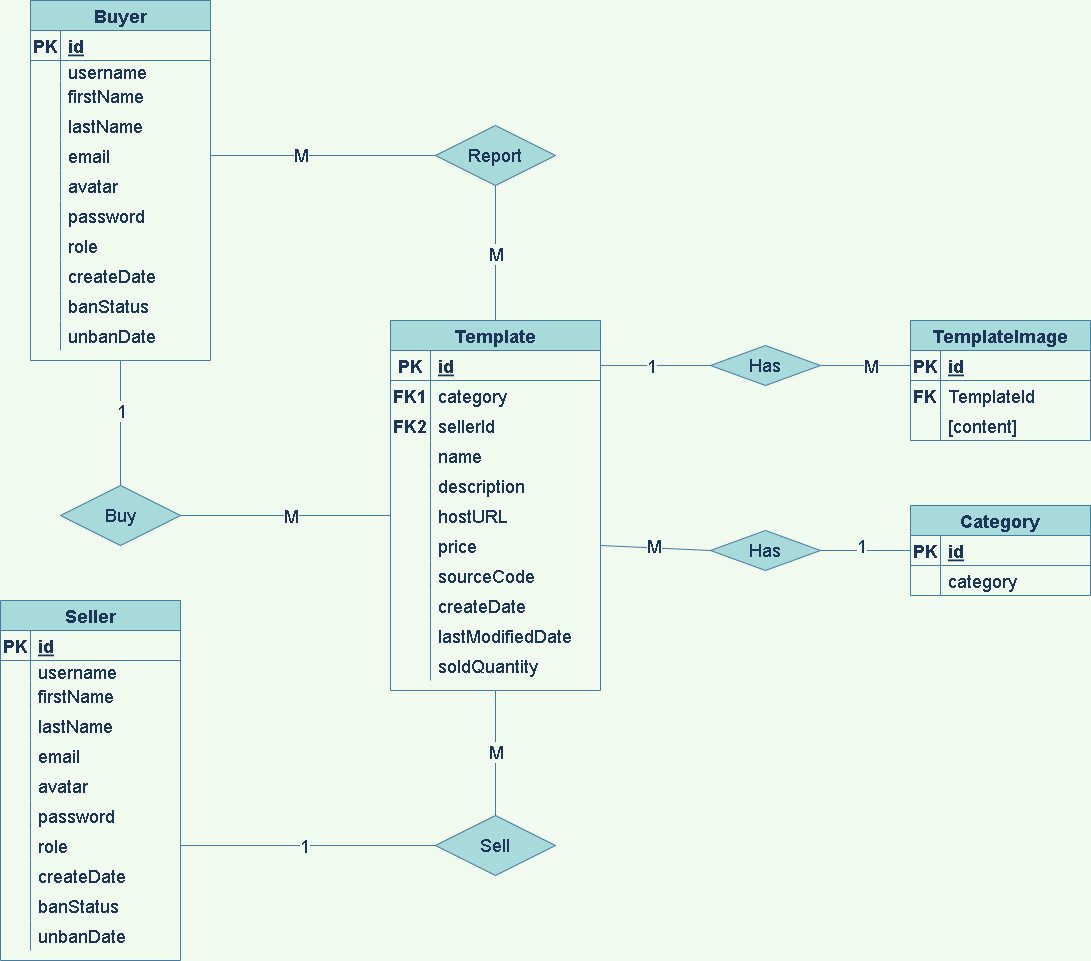 Buyer
PK id
username
firstName
lastName
email
avatar
password
role
createDate
banStatus
unbanDate
M
Report
M
1
Buy
M
Template
PK id
FK1 category
FK2 sellerId
name
description
hostURL
price
sourceCode
createDate
lastModifiedDate
soldQuantity
1
Has
M
TemplateImage
PK id
FK TemplateId
[content]
M
Has
1
Category
PK id
category
Seller
PK id
username
firstName
lastName
email
avatar
password
role
createDate
banStatus
unbanDate
1
Sell
M